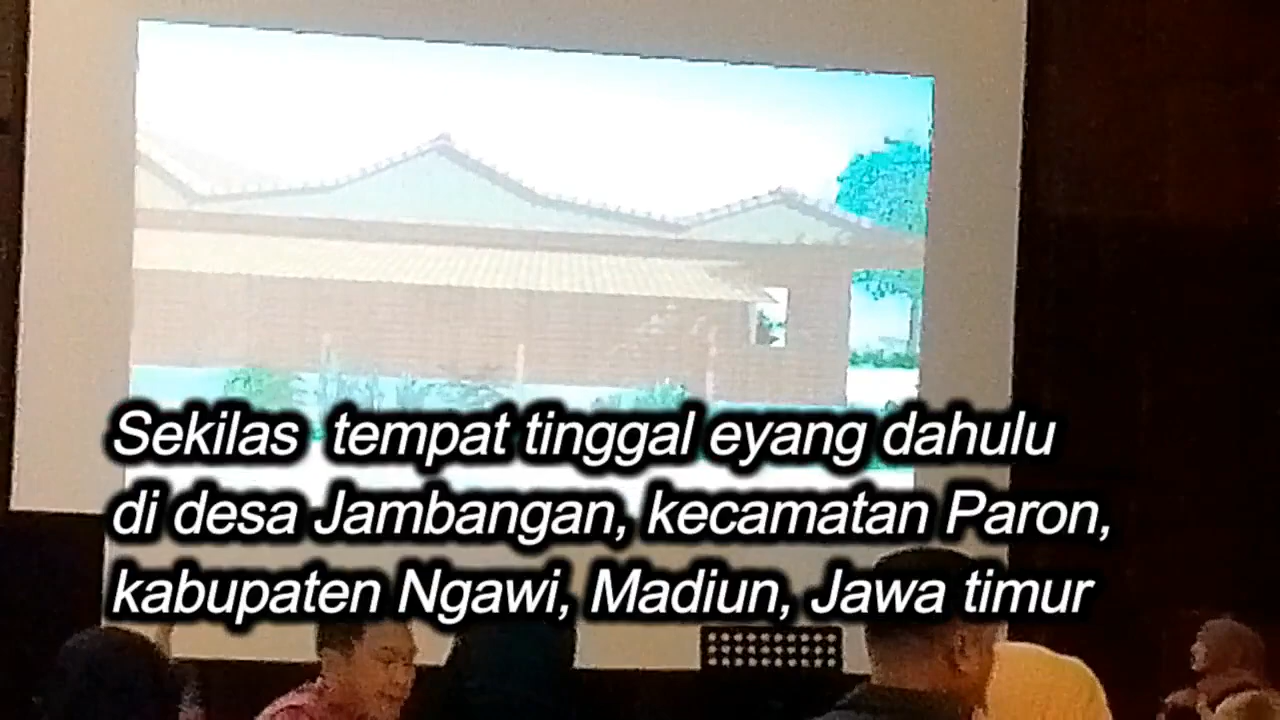 Sekilas  tempat tinggal eyang dahulu
di desa Jambangan, kecamatan Paron,
kabupaten Ngawi, Madiun, Jawa timur